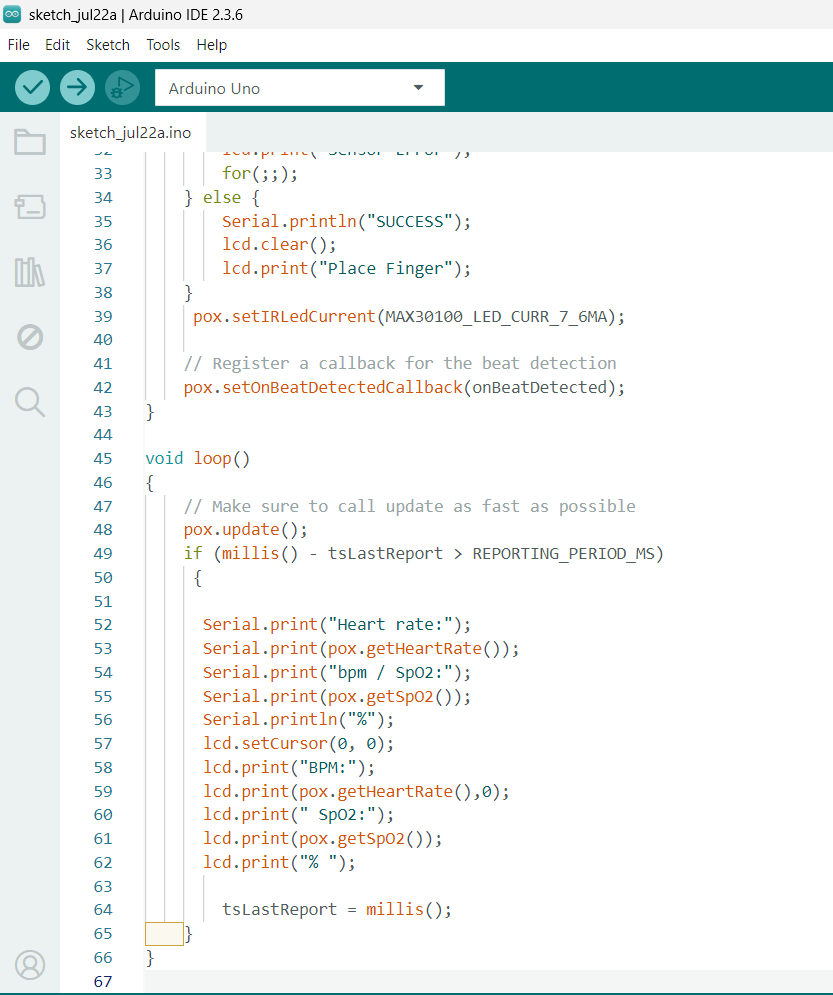 sketch_jul22a | Arduino IDE 2.3.6
File Edit Sketch Tools Help
Arduino Uno
sketch_jul22a.ino
32 lcd.print("Sensor Error");
33 for(;;);
34 } else {
35 Serial.println("SUCCESS");
36 lcd.clear();
37 lcd.print("Place Finger");
38 }
39 pox.setIRLedCurrent(MAX30100_LED_CURR_7_6MA);
40
41 // Register a callback for the beat detection
42 pox.setOnBeatDetectedCallback(onBeatDetected);
43 }
44
45 void loop()
46 {
47 // Make sure to call update as fast as possible
48 pox.update();
49 if (millis() - tsLastReport > REPORTING_PERIOD_MS)
50 {
51
52 Serial.print("Heart rate:");
53 Serial.print(pox.getHeartRate());
54 Serial.print("bpm / SpO2:");
55 Serial.print(pox.getSpO2());
56 Serial.println("%");
57 lcd.setCursor(0, 0);
58 lcd.print("BPM:");
59 lcd.print(pox.getHeartRate(),0);
60 lcd.print(" SpO2:");
61 lcd.print(pox.getSpO2());
62 lcd.print("% ");
63
64 tsLastReport = millis();
65 }
66 }
67